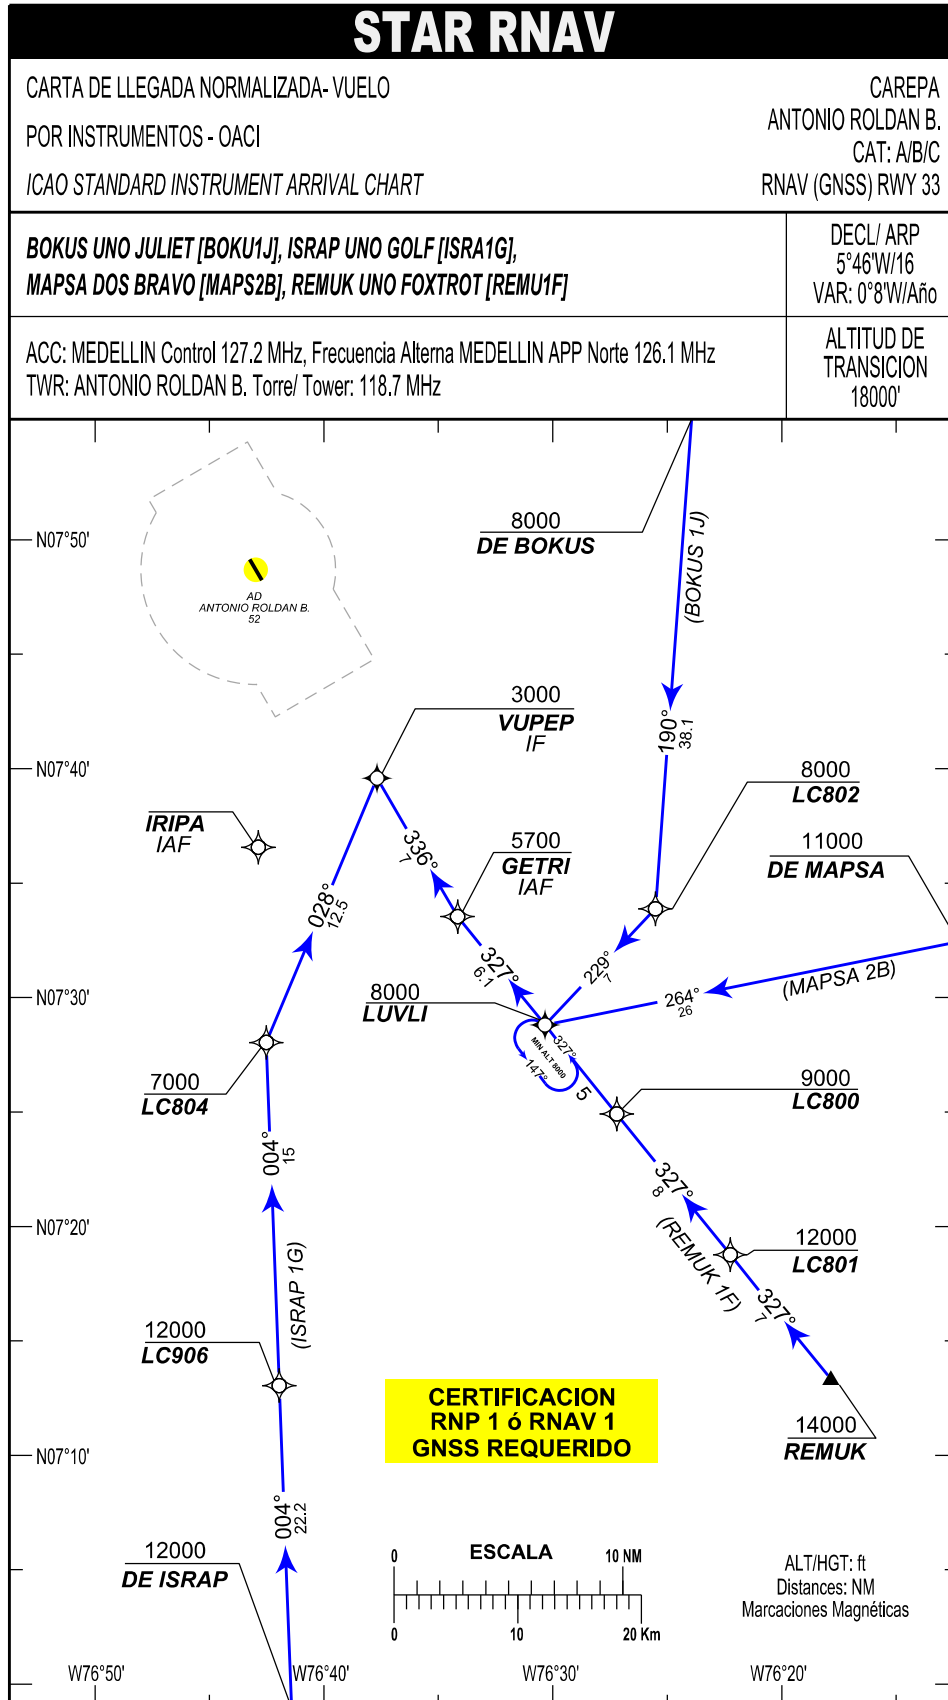 STAR RNAV
CARTA DE LLEGADA NORMALIZADA- VUELO
POR INSTRUMENTOS - OACI
ICAO STANDARD INSTRUMENT ARRIVAL CHART
CAREPA
ANTONIO ROLDAN B.
CAT: A/B/C
RNAV (GNSS) RWY 33
BOKUS UNO JULIET [BOKU1J], ISRAP UNO GOLF [ISRA1G],
MAPSA DOS BRAVO [MAPS2B], REMUK UNO FOXTROT [REMU1F]
DECL/ ARP
5°46'W/16
VAR: 0°8'W/Año
ACC: MEDELLIN Control 127.2 MHz, Frecuencia Alterna MEDELLIN APP Norte 126.1 MHz
TWR: ANTONIO ROLDAN B. Torre/ Tower: 118.7 MHz
ALTITUD DE
TRANSICION
18000'
8000
DE BOKUS
(BOKUS 1J)
N07°50'
AD
ANTONIO ROLDAN B.
52
3000
VUPEP
IF
190°
38.1
N07°40'
8000
LC802
IRIPA
IAF
336°
7
5700
GETRI
IAF
11000
DE MAPSA
028°
12.5
327°
6.1
229°
7
(MAPSA 2B)
264°
26
N07°30'
8000
LUVLI
327°
MIN ALT 8000
147°
5
7000
LC804
9000
LC800
004°
15
327°
8
N07°20'
(REMUK 1F)
12000
LC801
(ISRAP 1G)
327°
7
12000
LC906
CERTIFICACION
RNP 1 ó RNAV 1
GNSS REQUERIDO
14000
REMUK
N07°10'
004°
22.2
12000
DE ISRAP
0 ESCALA 10 NM
0 10 20 Km
ALT/HGT: ft
Distances: NM
Marcaciones Magnéticas
W76°50' W76°40' W76°30' W76°20'